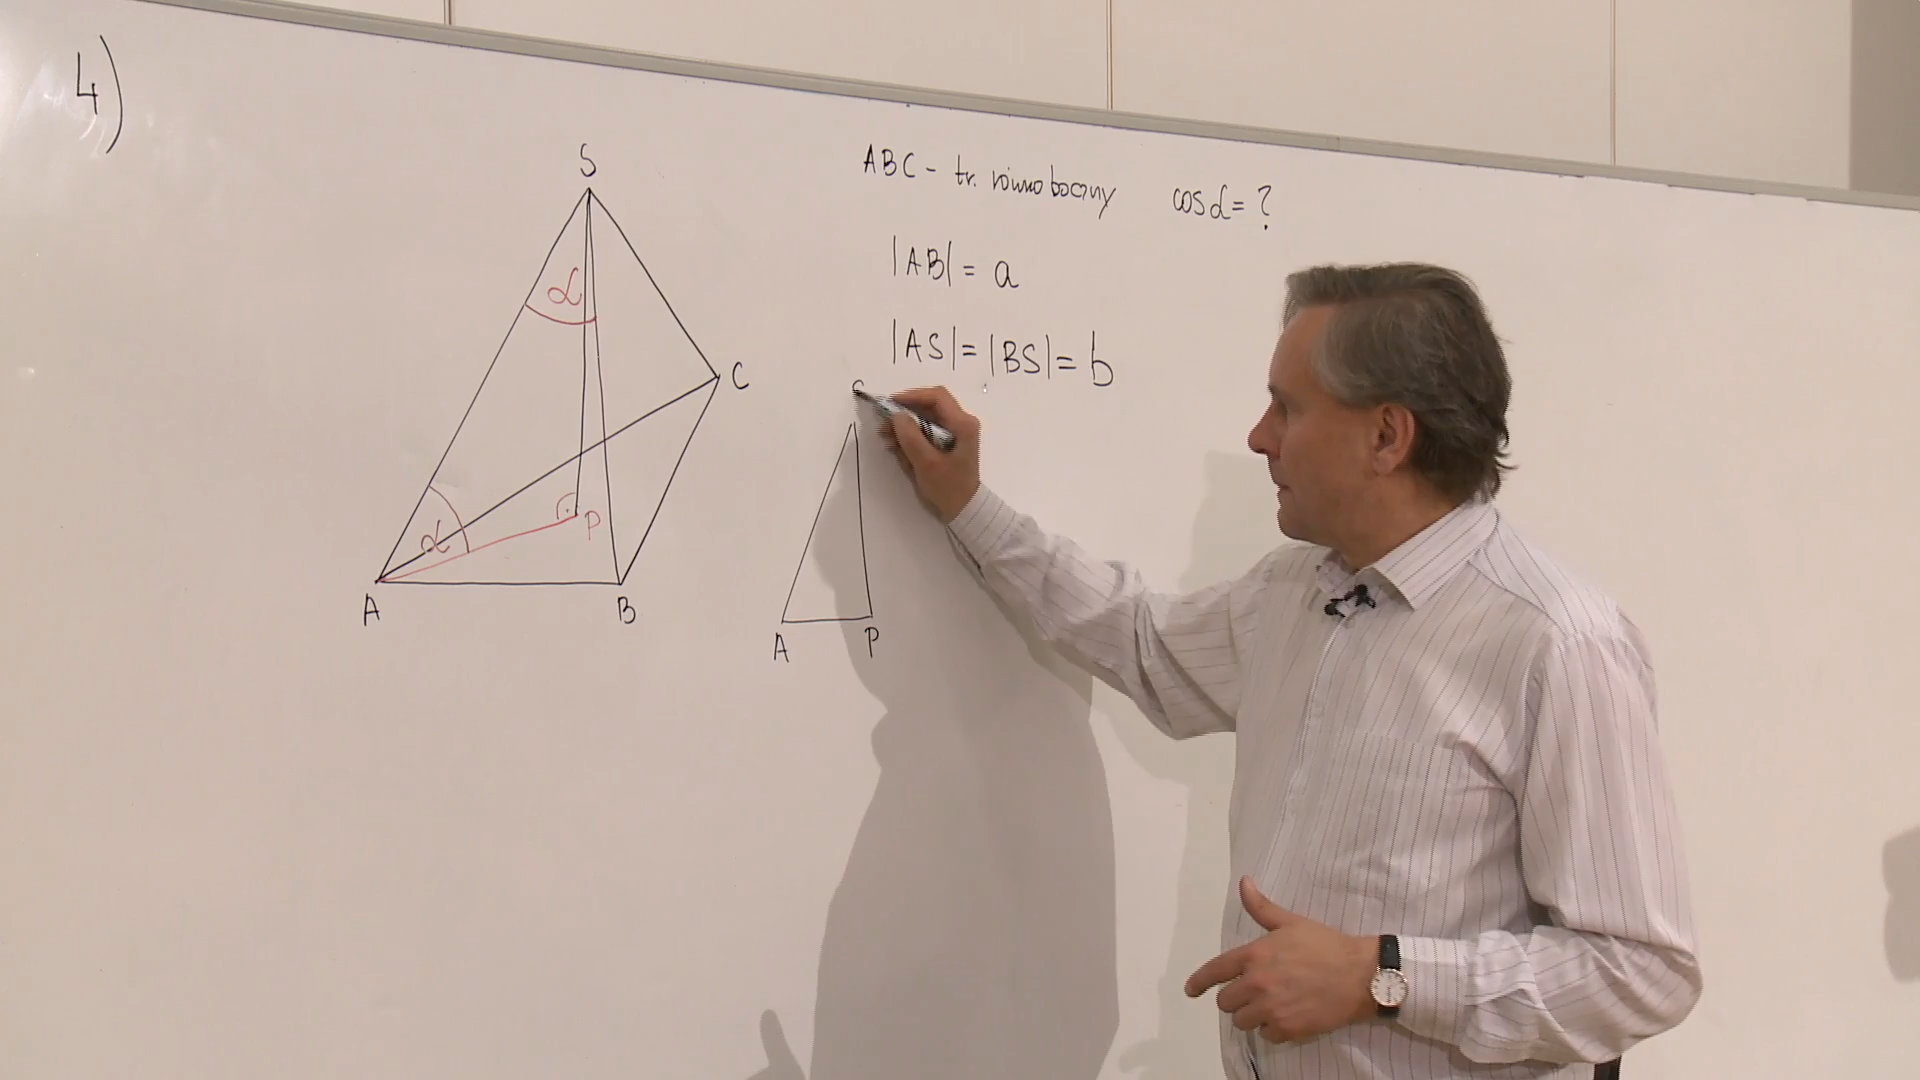 4)
S
ABC - tr. równoboczny cos α = ?
|AB| = a
α
|AS| = |BS| = b
C
S
P
α
A
B
A
P